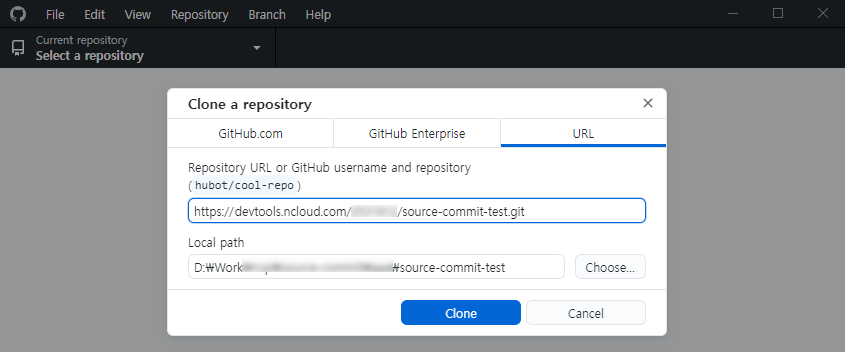 File Edit View Repository Branch Help
Current repository
Select a repository
Clone a repository
GitHub.com GitHub Enterprise URL
Repository URL or GitHub username and repository
(hubot/cool-repo)
https://devtools.ncloud.com/ /source-commit-test.git
Local path
D:₩Work ₩source-commit-test Choose...
Clone Cancel